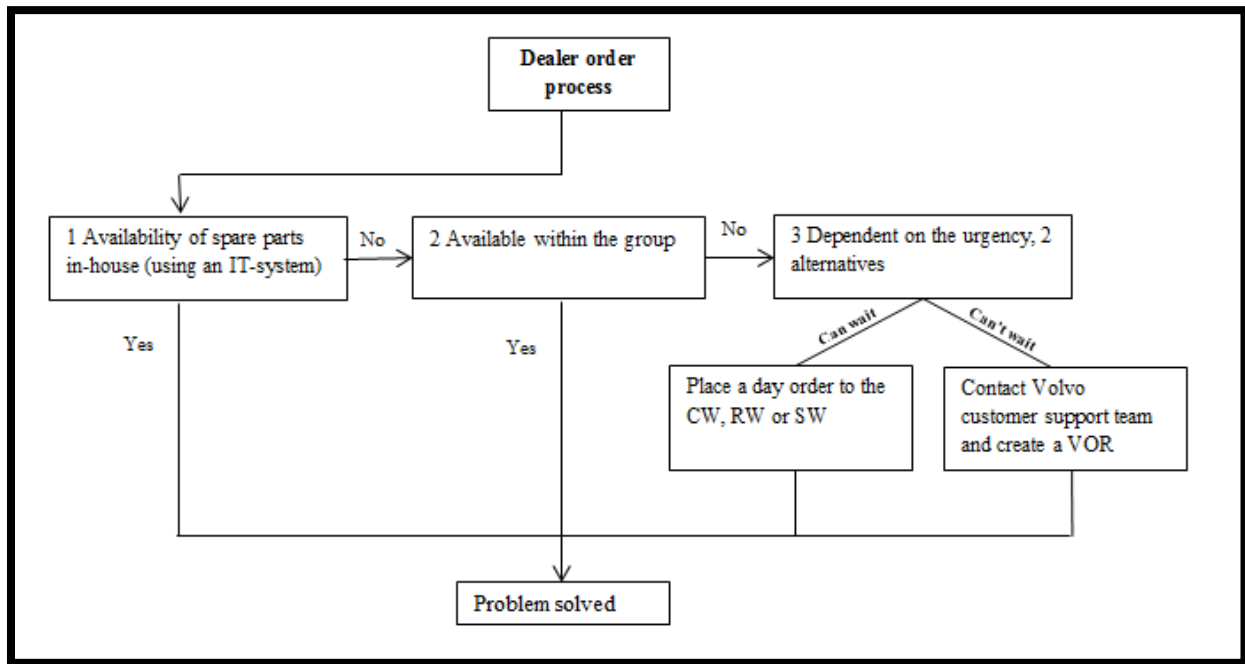 Dealer order
process
1 Availability of spare parts
in-house (using an IT-system)
No
2 Available within the group
No
3 Dependent on the urgency, 2
alternatives
Yes
Yes
Can wait
Can't wait
Place a day order to the
CW, RW or SW
Contact Volvo
customer support team
and create a VOR
Problem solved